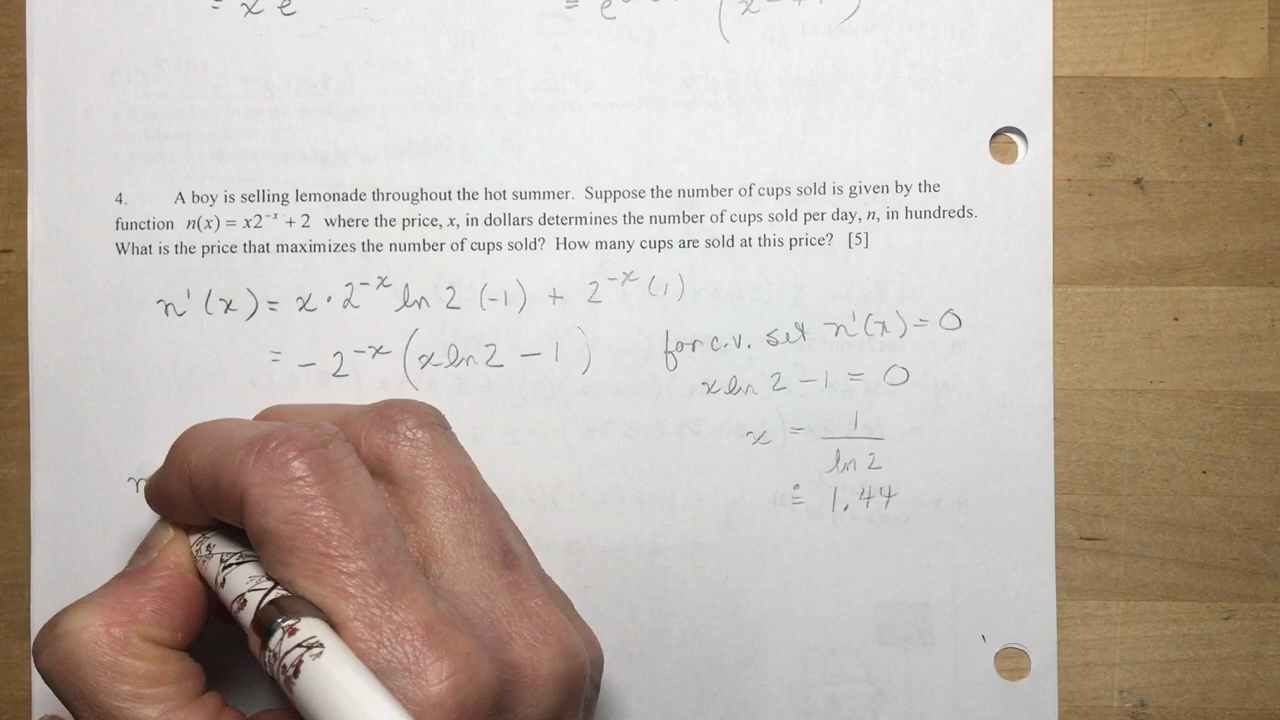 = x e
= e
4. A boy is selling lemonade throughout the hot summer. Suppose the number of cups sold is given by the
function n(x) = x2⁻ˣ + 2 where the price, x, in dollars determines the number of cups sold per day, n, in hundreds.
What is the price that maximizes the number of cups sold? How many cups are sold at this price? [5]
n'(x) = x · 2⁻ˣ ln 2 (-1) + 2⁻ˣ (1)
= -2⁻ˣ (x ln 2 - 1)
for c.v. set n'(x) = 0
x ln 2 - 1 = 0
x = 1 / ln 2
≐ 1.44
n